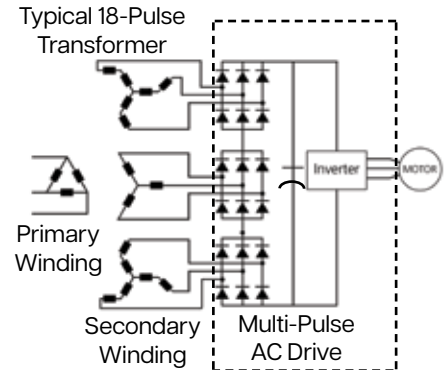 Typical 18-Pulse
Transformer
Inverter
MOTOR
Primary
Winding
Secondary
Winding
Multi-Pulse
AC Drive